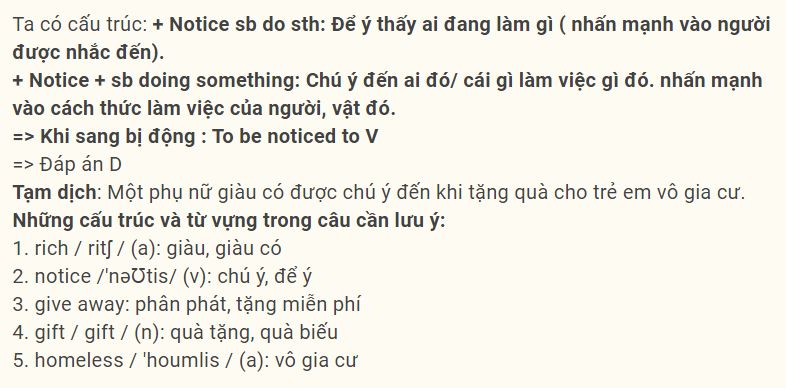 Ta có cấu trúc: + Notice sb do sth: Để ý thấy ai đang làm gì ( nhấn mạnh vào người
được nhắc đến).
+ Notice + sb doing something: Chú ý đến ai đó/ cái gì làm việc gì đó. nhấn mạnh
vào cách thức làm việc của người, vật đó.
=> Khi sang bị động : To be noticed to V
=> Đáp án D
Tạm dịch: Một phụ nữ giàu có được chú ý đến khi tặng quà cho trẻ em vô gia cư.
Những cấu trúc và từ vựng trong câu cần lưu ý:
1. rich / ritʃ / (a): giàu, giàu có
2. notice /'nəƱtis/ (v): chú ý, để ý
3. give away: phân phát, tặng miễn phí
4. gift / gift / (n): quà tặng, quà biếu
5. homeless / 'houmlis / (a): vô gia cư